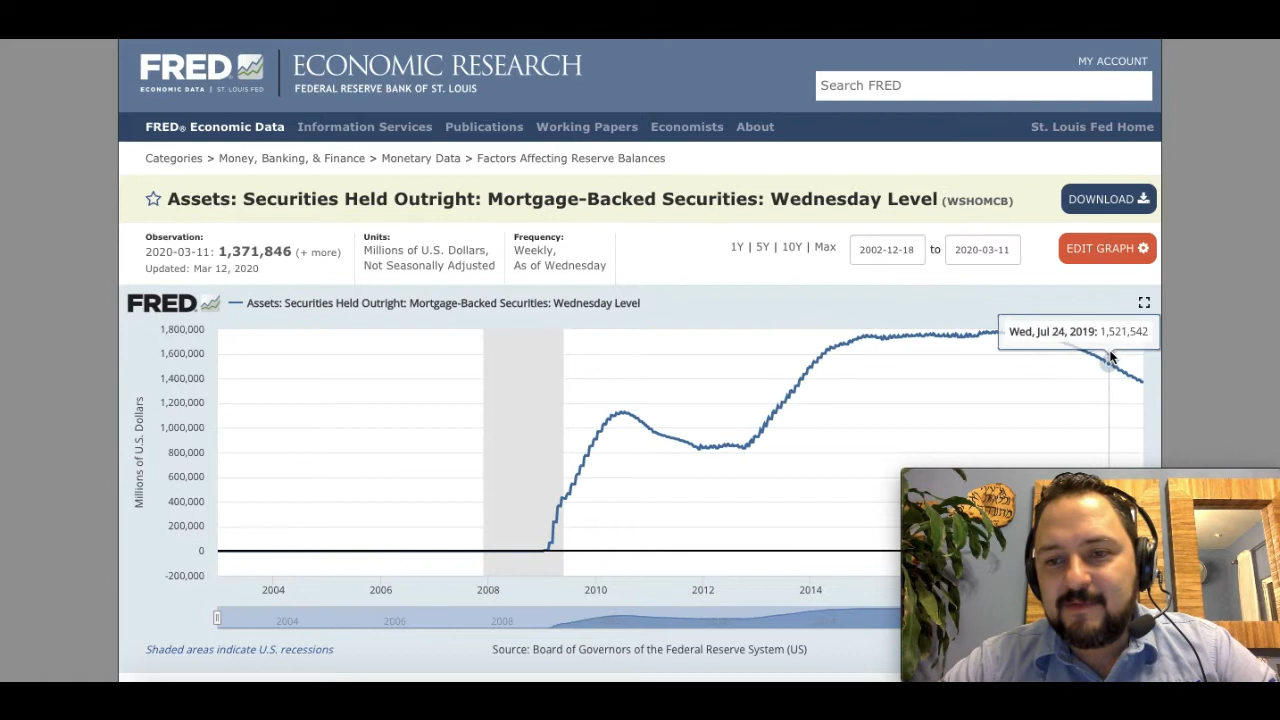 FRED
ECONOMIC DATA | ST. LOUIS FED
ECONOMIC RESEARCH
FEDERAL RESERVE BANK OF ST. LOUIS
MY ACCOUNT
Search FRED
FRED® Economic Data Information Services Publications Working Papers Economists About St. Louis Fed Home
Categories > Money, Banking, & Finance > Monetary Data > Factors Affecting Reserve Balances
Assets: Securities Held Outright: Mortgage-Backed Securities: Wednesday Level (WSHOMCB)
DOWNLOAD
Observation:
2020-03-11: 1,371,846 (+ more)
Updated: Mar 12, 2020
Units:
Millions of U.S. Dollars,
Not Seasonally Adjusted
Frequency:
Weekly,
As of Wednesday
1Y | 5Y | 10Y | Max
2002-12-18 to 2020-03-11
EDIT GRAPH
FRED
Assets: Securities Held Outright: Mortgage-Backed Securities: Wednesday Level
Wed, Jul 24, 2019: 1,521,542
Millions of U.S. Dollars
1,800,000
1,600,000
1,400,000
1,200,000
1,000,000
800,000
600,000
400,000
200,000
0
-200,000
2004 2006 2008 2010 2012 2014
2004 2006 2008
Shaded areas indicate U.S. recessions
Source: Board of Governors of the Federal Reserve System (US)